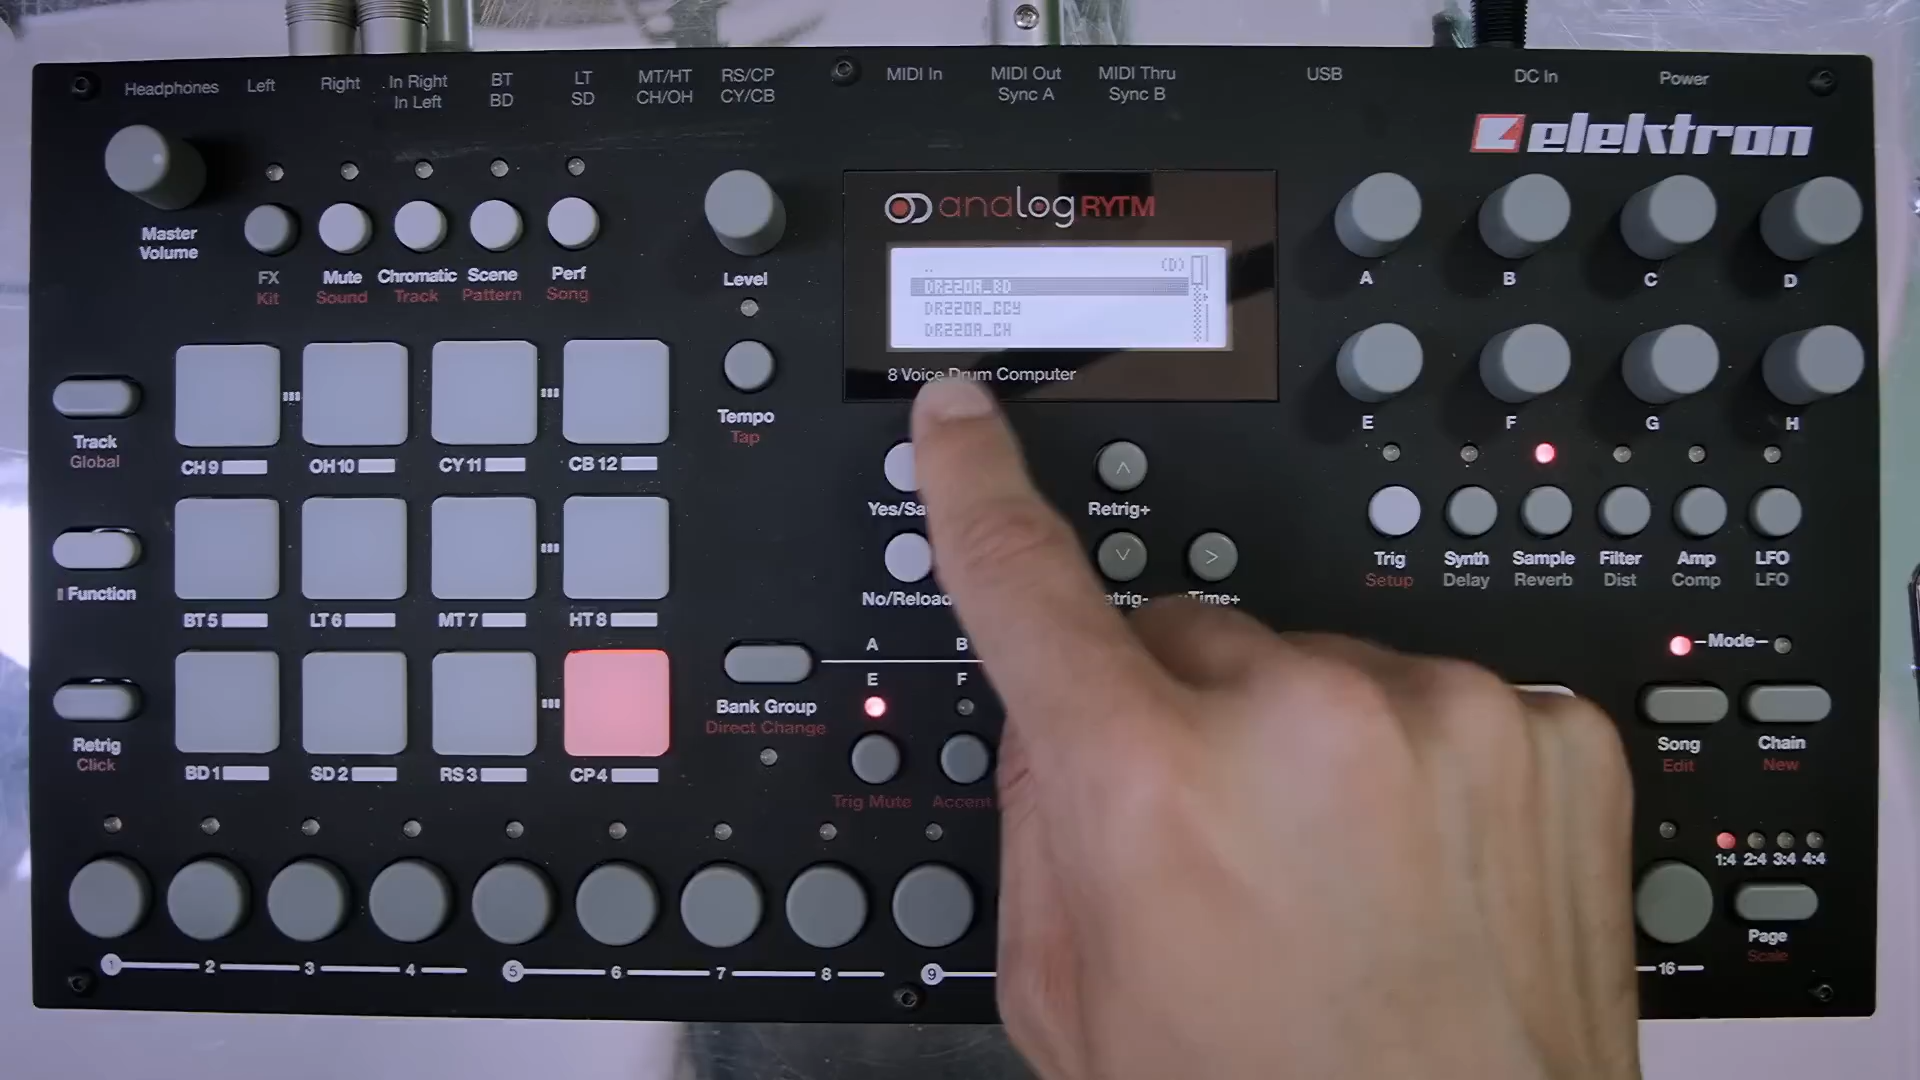 Headphones
Left
Right
In Right
In Left
BT
BD
LT
SD
MT/HT
CH/OH
RS/CP
CY/CB
MIDI In
MIDI Out
Sync A
MIDI Thru
Sync B
USB
DC In
Power
elektron
analog RYTM
Master
Volume
FX
Kit
Mute
Sound
Chromatic
Track
Scene
Pattern
Perf
Song
Level
Tempo
Tap
..
(D)
DR220A_BD
DR220A_CCY
DR220A_CH
8 Voice Drum Computer
A
B
C
D
E
F
G
H
Track
Global
Function
Retrig
Click
CH 9
OH 10
CY 11
CB 12
BT 5
LT 6
MT 7
HT 8
BD 1
SD 2
RS 3
CP 4
No/Reload
Retrig+
Time+
Trig
Setup
Synth
Delay
Sample
Reverb
Filter
Dist
Amp
Comp
LFO
LFO
Mode
A
B
E
F
Bank Group
Direct Change
Trig Mute
Accent
Song
Edit
Chain
New
1:4 2:4 3:4 4:4
Page
Scale
1
2
3
4
5
6
7
8
9
16